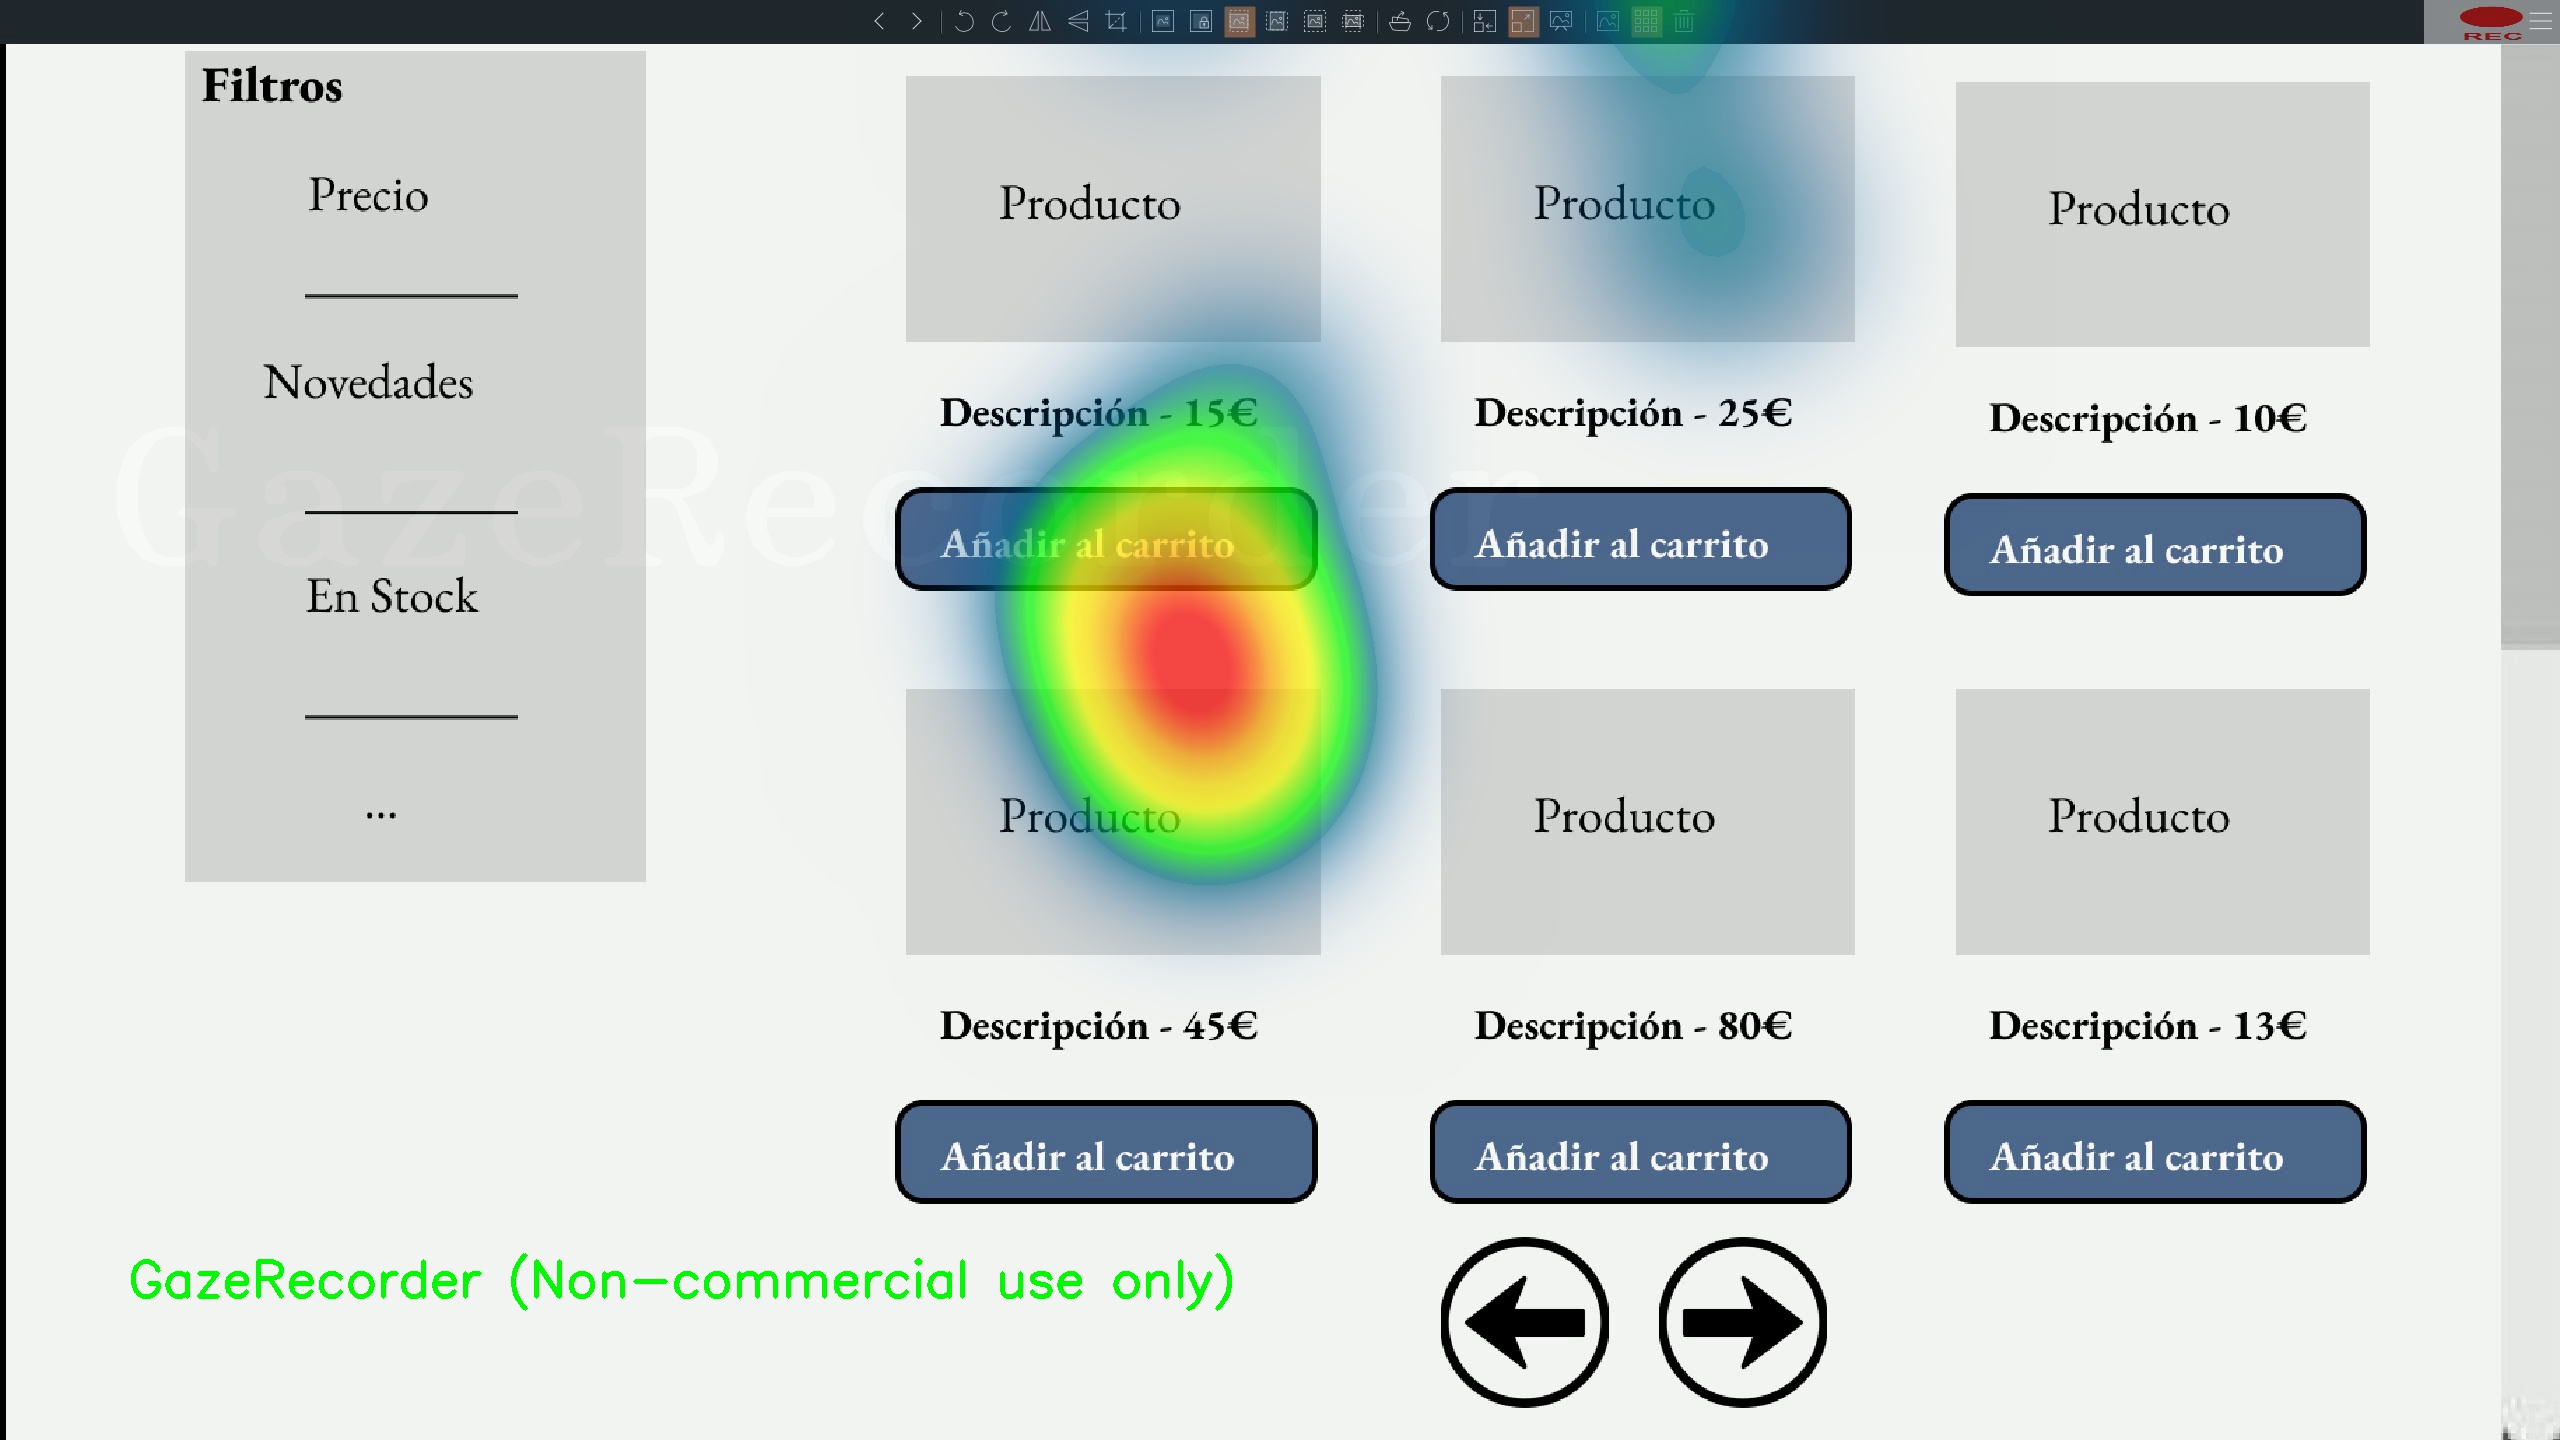 REC
Filtros
Precio
Novedades
En Stock
...
Producto
Producto
Producto
Descripción - 15€
Descripción - 25€
Descripción - 10€
Añadir al carrito
Añadir al carrito
Añadir al carrito
GazeRecorder
Producto
Producto
Producto
Descripción - 45€
Descripción - 80€
Descripción - 13€
Añadir al carrito
Añadir al carrito
Añadir al carrito
GazeRecorder (Non-commercial use only)